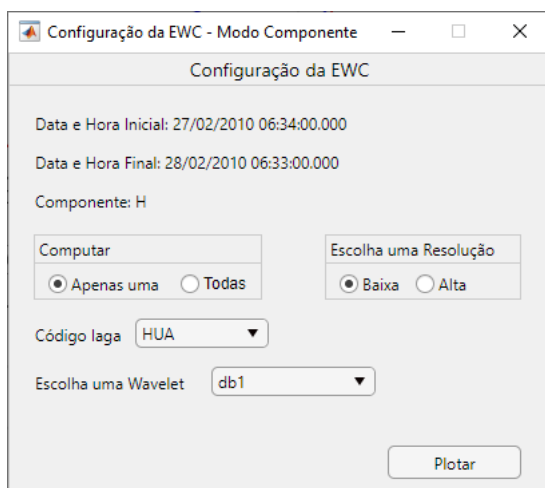 Configuração da EWC - Modo Componente
Configuração da EWC
Data e Hora Inicial: 27/02/2010 06:34:00.000
Data e Hora Final: 28/02/2010 06:33:00.000
Componente: H
Computar
Apenas uma Todas
Escolha uma Resolução
Baixa Alta
Código Iaga HUA
Escolha uma Wavelet db1
Plotar